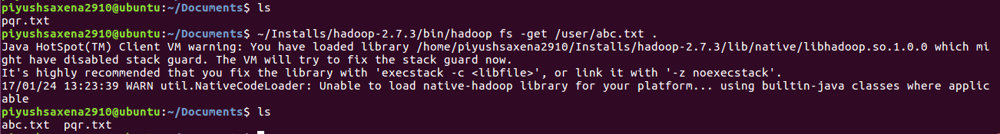 piyushsaxena2910@ubuntu:~/Documents$ ls
pqr.txt
piyushsaxena2910@ubuntu:~/Documents$ ~/Installs/hadoop-2.7.3/bin/hadoop fs -get /user/abc.txt .
Java HotSpot(TM) Client VM warning: You have loaded library /home/piyushsaxena2910/Installs/hadoop-2.7.3/lib/native/libhadoop.so.1.0.0 which mi
ght have disabled stack guard. The VM will try to fix the stack guard now.
It's highly recommended that you fix the library with 'execstack -c <libfile>', or link it with '-z noexecstack'.
17/01/24 13:23:39 WARN util.NativeCodeLoader: Unable to load native-hadoop library for your platform... using builtin-java classes where applic
able
piyushsaxena2910@ubuntu:~/Documents$ ls
abc.txt  pqr.txt